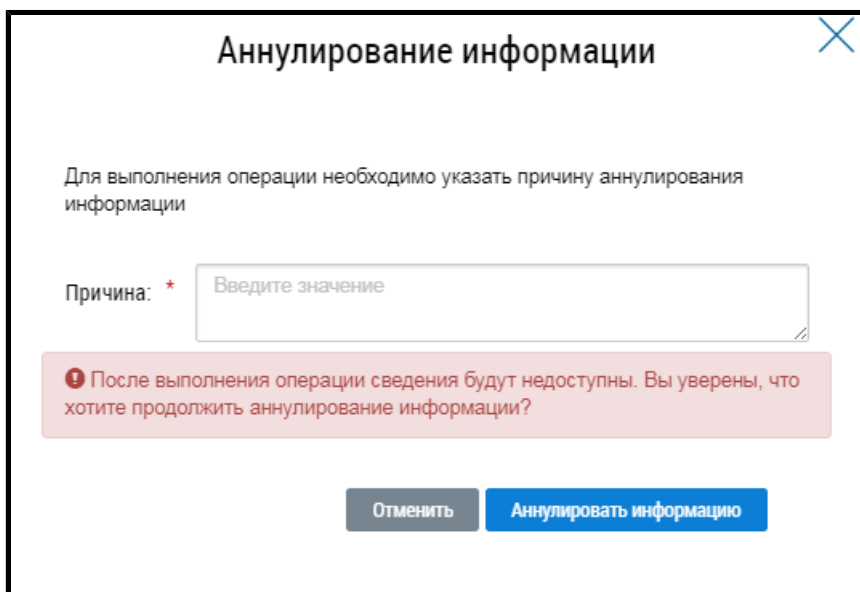 Аннулирование информации
Для выполнения операции необходимо указать причину аннулирования
информации
Причина: *
Введите значение
После выполнения операции сведения будут недоступны. Вы уверены, что
хотите продолжить аннулирование информации?
Отменить
Аннулировать информацию